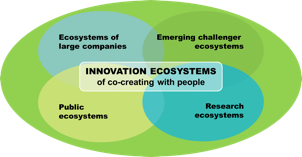 Ecosystems of
large companies
Emerging challenger
ecosystems
INNOVATION ECOSYSTEMS
of co-creating with people
Public
ecosystems
Research
ecosystems